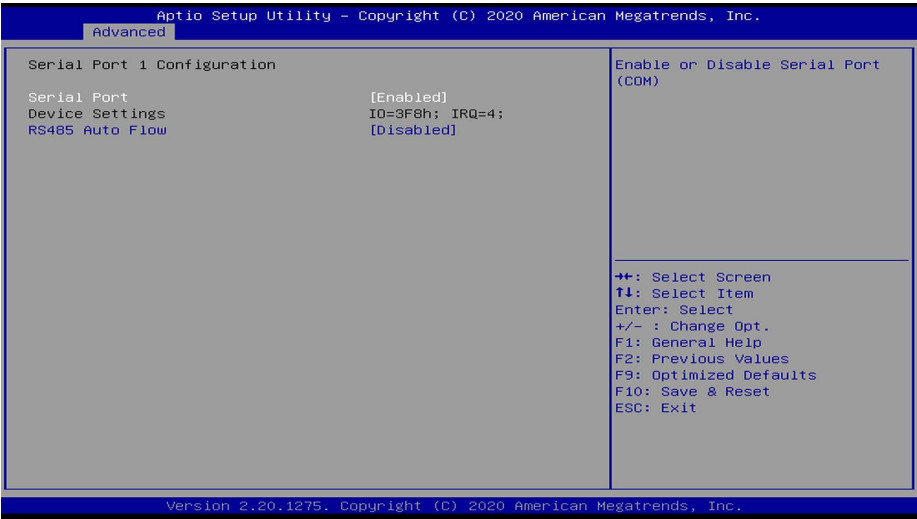 Aptio Setup Utility – Copyright (C) 2020 American Megatrends, Inc.
Advanced
Serial Port 1 Configuration
Serial Port [Enabled]
Device Settings IO=3F8h; IRQ=4;
RS485 Auto Flow [Disabled]
Enable or Disable Serial Port
(COM)
→←: Select Screen
↑↓: Select Item
Enter: Select
+/- : Change Opt.
F1: General Help
F2: Previous Values
F9: Optimized Defaults
F10: Save & Reset
ESC: Exit
Version 2.20.1275. Copyright (C) 2020 American Megatrends, Inc.